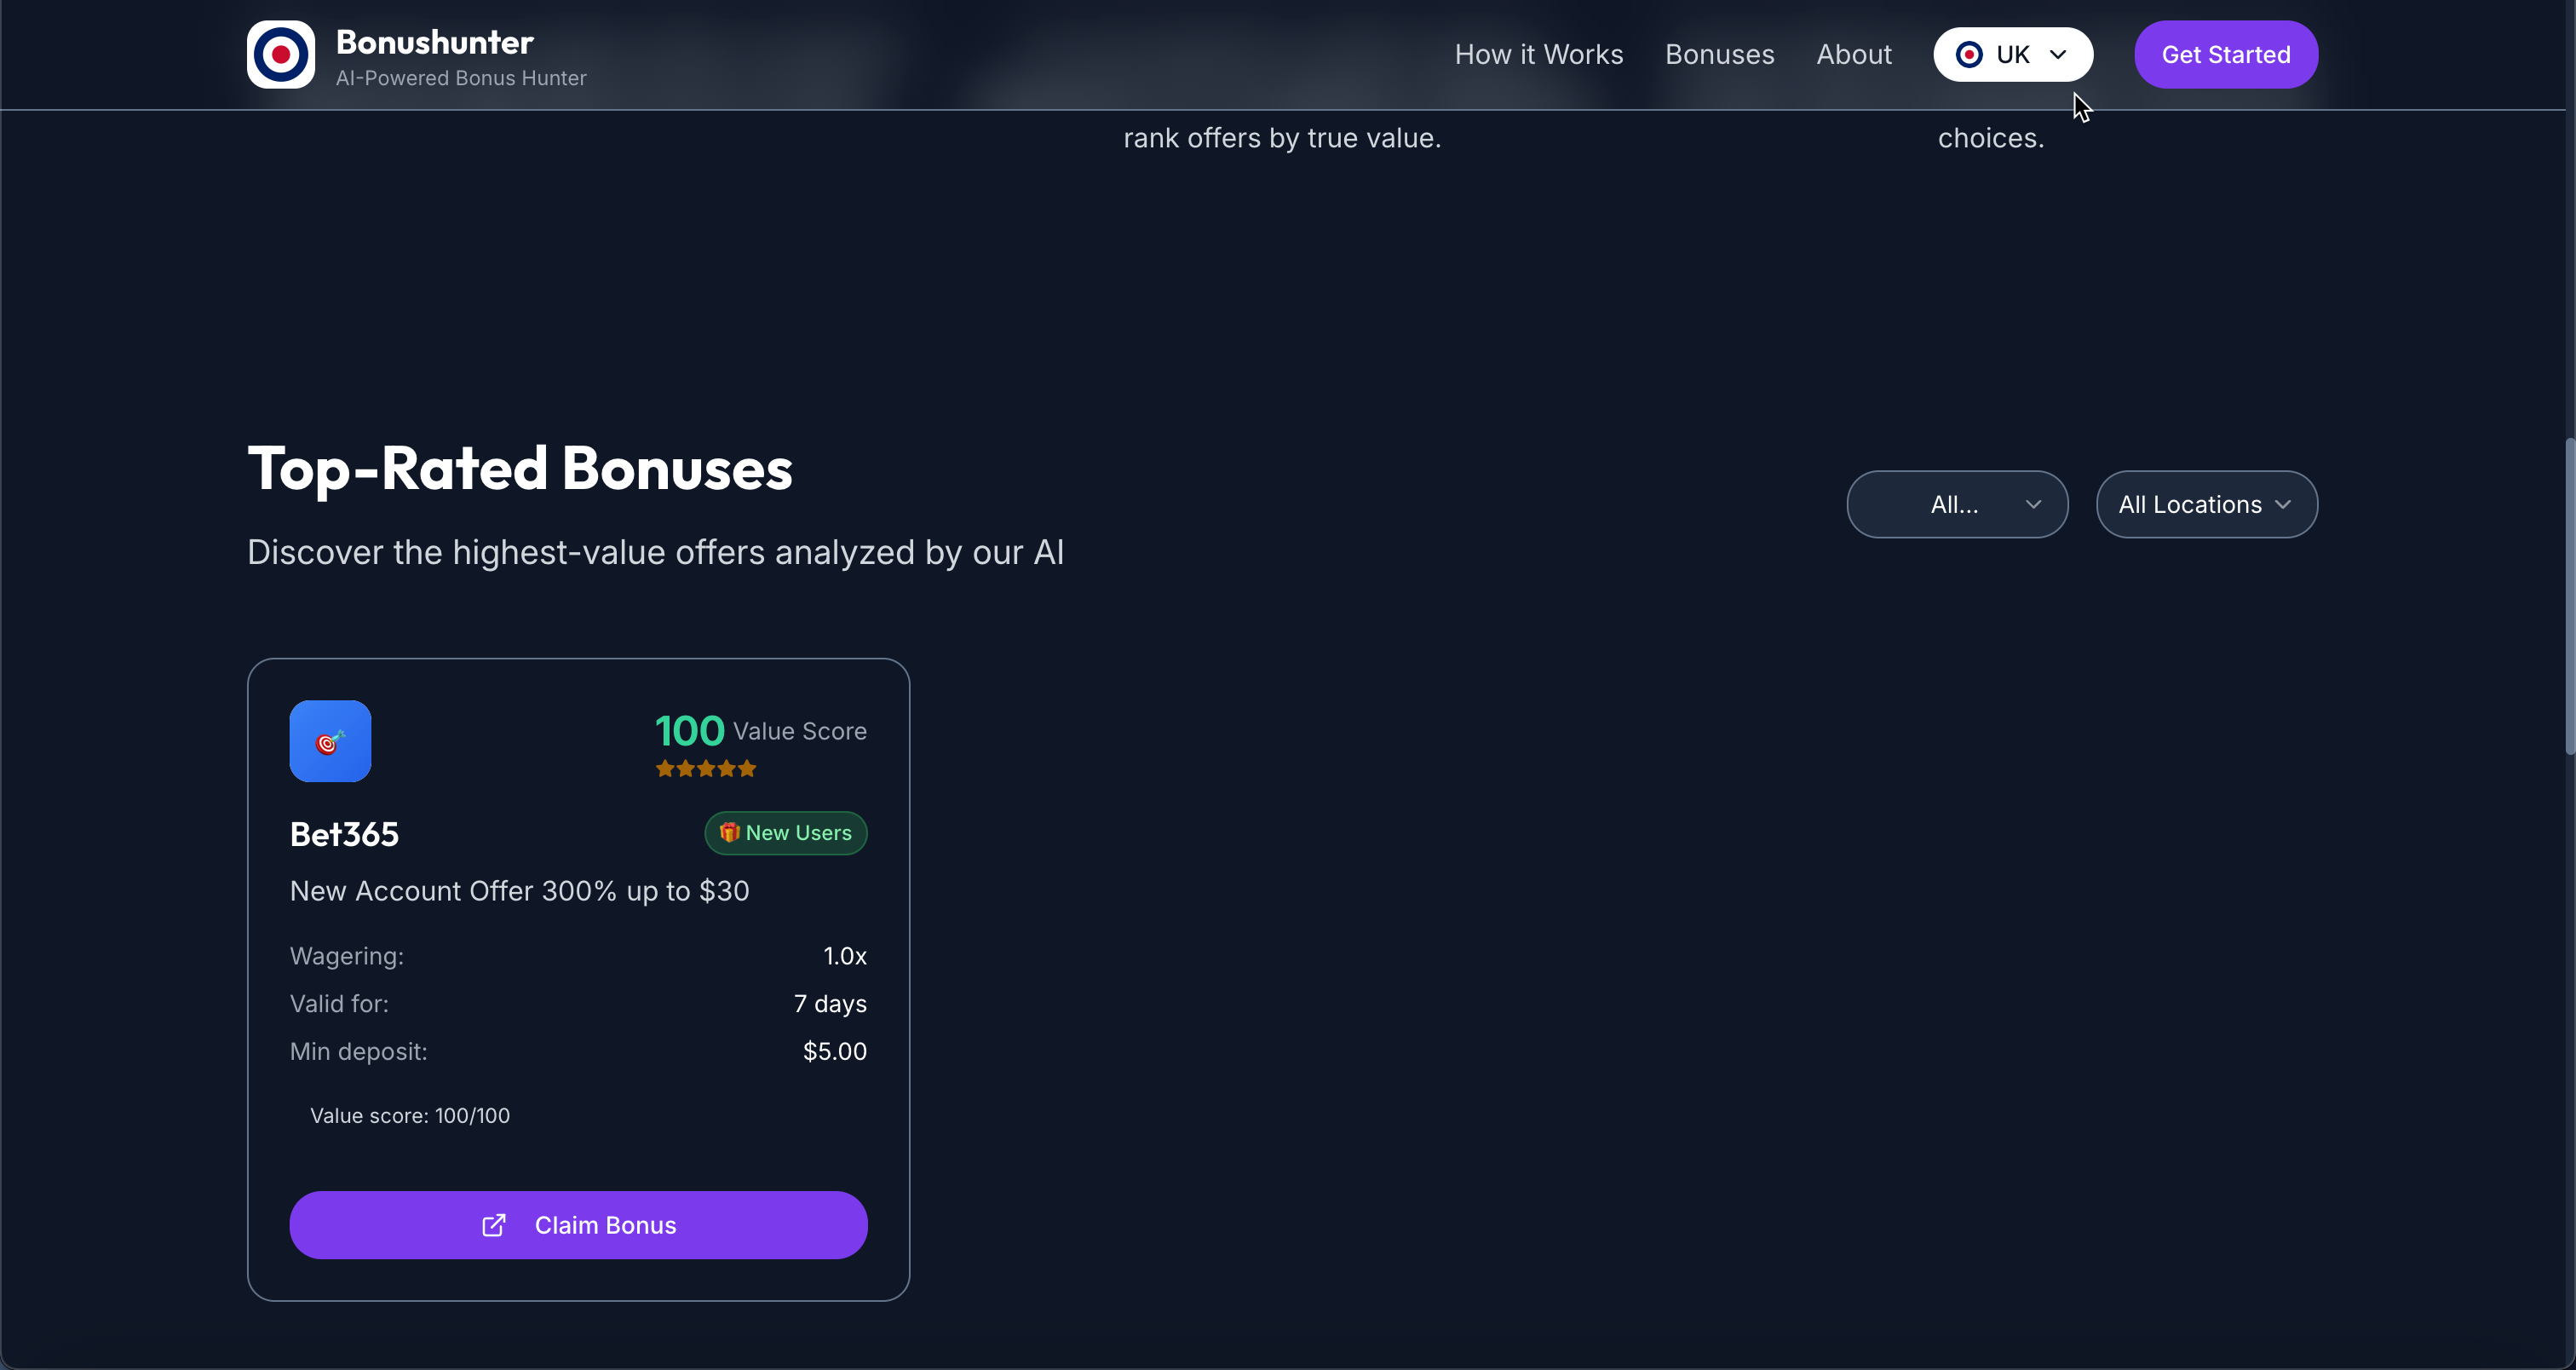 Bonushunter
AI-Powered Bonus Hunter
How it Works
Bonuses
About
UK
Get Started
rank offers by true value.
choices.
Top-Rated Bonuses
Discover the highest-value offers analyzed by our AI
All...
All Locations
100 Value Score
Bet365
New Users
New Account Offer 300% up to $30
Wagering: 1.0x
Valid for: 7 days
Min deposit: $5.00
Value score: 100/100
Claim Bonus